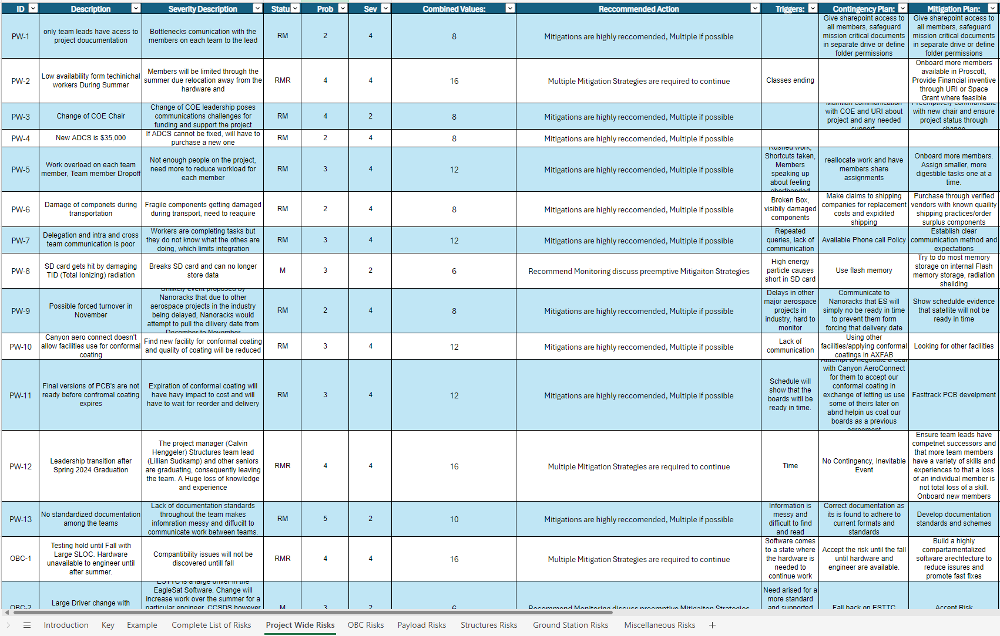 ID Description Severity Description Statu Prob Sev Combined Values: Reccommended Action Triggers: Contingency Plan: Mitigation Plan:
PW-1
only team leads have acess to
project doucumentation
Bottlenecks comunication with the
members on each team to the lead
RM
2
4
8
Mitigations are highly reccomended, Multiple if possible
Give sharepoint access to
all members, safeguard
mission critical documents
in separate drive or define
folder permissions
Give sharepoint access to
all members, safeguard
mission critical documents
in separate drive or define
folder permissions
PW-2
Low availability form techinichal
workers During Summer
Members will be limited through the
summer due relocation away from the
hardware and
RMR
4
4
16
Multiple Mitigation Strategies are required to continue
Classes ending
Onboard more members
available in Proscott,
Provide Financial inventive
through URI or Space
Grant where feasible
PW-3
Change of COE Chair
Change of COE leadership poses
communications challenges for
funding and support the project
RM
4
2
8
Mitigations are highly reccomended, Multiple if possible
Maintian communication
with COE and URI about
project and any needed
support
Preemptively communicate
with new chair and ensure
project status through
change
PW-4
New ADCS is $35,000
If ADCS cannot be fixed, will have to
purchase a new one
RM
2
4
8
Mitigations are highly reccomended, Multiple if possible
PW-5
Work overload on each team
member, Team member Dropoff
Not enough people on the project,
need more to reduce workload for
each member
RM
3
4
12
Mitigations are highly reccomended, Multiple if possible
Rushed work,
Shortcuts taken,
Members
speaking up
about feeling
shorthanded
reallocate work and have
members share
assignments
Onboard more members.
Assign smaller, more
digestible tasks one at a
time.
PW-6
Damage of componets during
transportation
Fragile components getting damaged
during transport, need to reaquire
RM
2
4
8
Mitigations are highly reccomended, Multiple if possible
Broken Box,
visibily damaged
components
Make claims to shipping
companies for replacement
costs and expidited
shipping
Purchase through verified
vendors with known quality
shipping practices/order
surplus components
PW-7
Delegation and intra and cross
team communication is poor
Workers are completing tasks but
they do not know what the othes are
doing, which limits integration
RM
3
4
12
Mitigations are highly reccomended, Multiple if possible
Repeated
queries, lack of
communication
Available Phone call Policy
Establish clear
communication method and
expectations
PW-8
SD card gets hit by damaging
TID (Total Ionizing) radiation
Breaks SD card and can no longer
store data
M
3
2
6
Recommend Monitoring discuss preemptive Mitigaiton Strategies
High energy
particle causes
short in SD card
Use flash memory
Try to do most memory
storage on internal Flash
memory storage, radiation
sheilding
PW-9
Possible forced turnover in
November
Unlikely event proposed by
Nanoracks that due to other
aerospace projects in the industry
being delayed, Nanoracks would
attempt to pull the dilivery date from
December to November
RM
2
4
8
Mitigations are highly reccomended, Multiple if possible
Delays in other
major aerospace
projects in
industry, hard to
monitor
Communicate to
Nanoracks that ES will
simply no be ready in time
to prevent them form
forcing that delivery date
Show schedulde evidence
that satellite will not be
ready in time
PW-10
Canyon aero connect doesn't
allow facilities use for conformal
coating
Find new facility for conformal coating
and quality of coating will be reduced
RM
3
4
12
Mitigations are highly reccomended, Multiple if possible
Lack of
communication
Using other
facilities/applying conformal
coatings in AXFAB
Looking for other facilities
PW-11
Final versions of PCB's are not
ready before confromal coating
expires
Expiration of conformal coating will
have havy impact to cost and will
have to wait for reorder and delivery
RM
3
4
12
Mitigations are highly reccomended, Multiple if possible
Schedule will
show that the
boards witll be
ready in time.
Atttempt to negotiate a deal
with Canyon AeroConnect
for them to accept our
conformal coating in
exchange of letting us use
some of theirs later on
abnd helpin us coat our
boards as a previous
agreement
Fasttrack PCB develpment
PW-12
Leadership transition after
Spring 2024 Graduation
The project manager (Calvin
Henggeler) Structures team lead
(Lillian Sudkamp) and other seniors
are graduating, consequently leaving
the team. A Huge loss of knowledge
and experience
RMR
4
4
16
Multiple Mitigation Strategies are required to continue
Time
No Contingency, Inevitable
Event
Ensure team leads have
competnet successors and
that more team members
have a variety of skills and
experiences to that a loss
of an individual member is
not total loss of a skill.
Onboard new members
PW-13
No standardized documentation
among the teams
Lack of documentation standards
throughout the team makes
infomration messy and diffucilt to
communicate work between teams.
RM
5
2
10
Mitigations are highly reccomended, Multiple if possible
Information is
messy and
difficult to find
and read
Correct documentation as
its is found to adhere to
current formats and
standards
Develop documentation
standards and schemes
OBC-1
Testing hold until Fall with
Large SLOC. Hardware
unavailable to engineer until
after summer.
Compantibility issues will not be
discovered untill fall
RMR
4
4
16
Multiple Mitigation Strategies are required to continue
Software comes
to a state where
the hardware is
needed to
continue work
Accept the risk until the fall
until hardware and
engineer are available.
Build a highly
compartamentalized
software arechtecture to
reduce issures and
promote fast fixes
OBC-2
Large Driver change with
ESTTC is a large driver in the
EagleSat Software. Change will
increase work over the summer for a
particular engineer. CCSDS however
M
3
2
6
Recommend Monitoring discuss preemptive Mitigaiton Strategies
Need arised for a
more standard
and supported
Fall back on ESTTC
Accept Risk
Introduction Key Example Complete List of Risks Project Wide Risks OBC Risks Payload Risks Structures Risks Ground Station Risks Miscellaneous Risks